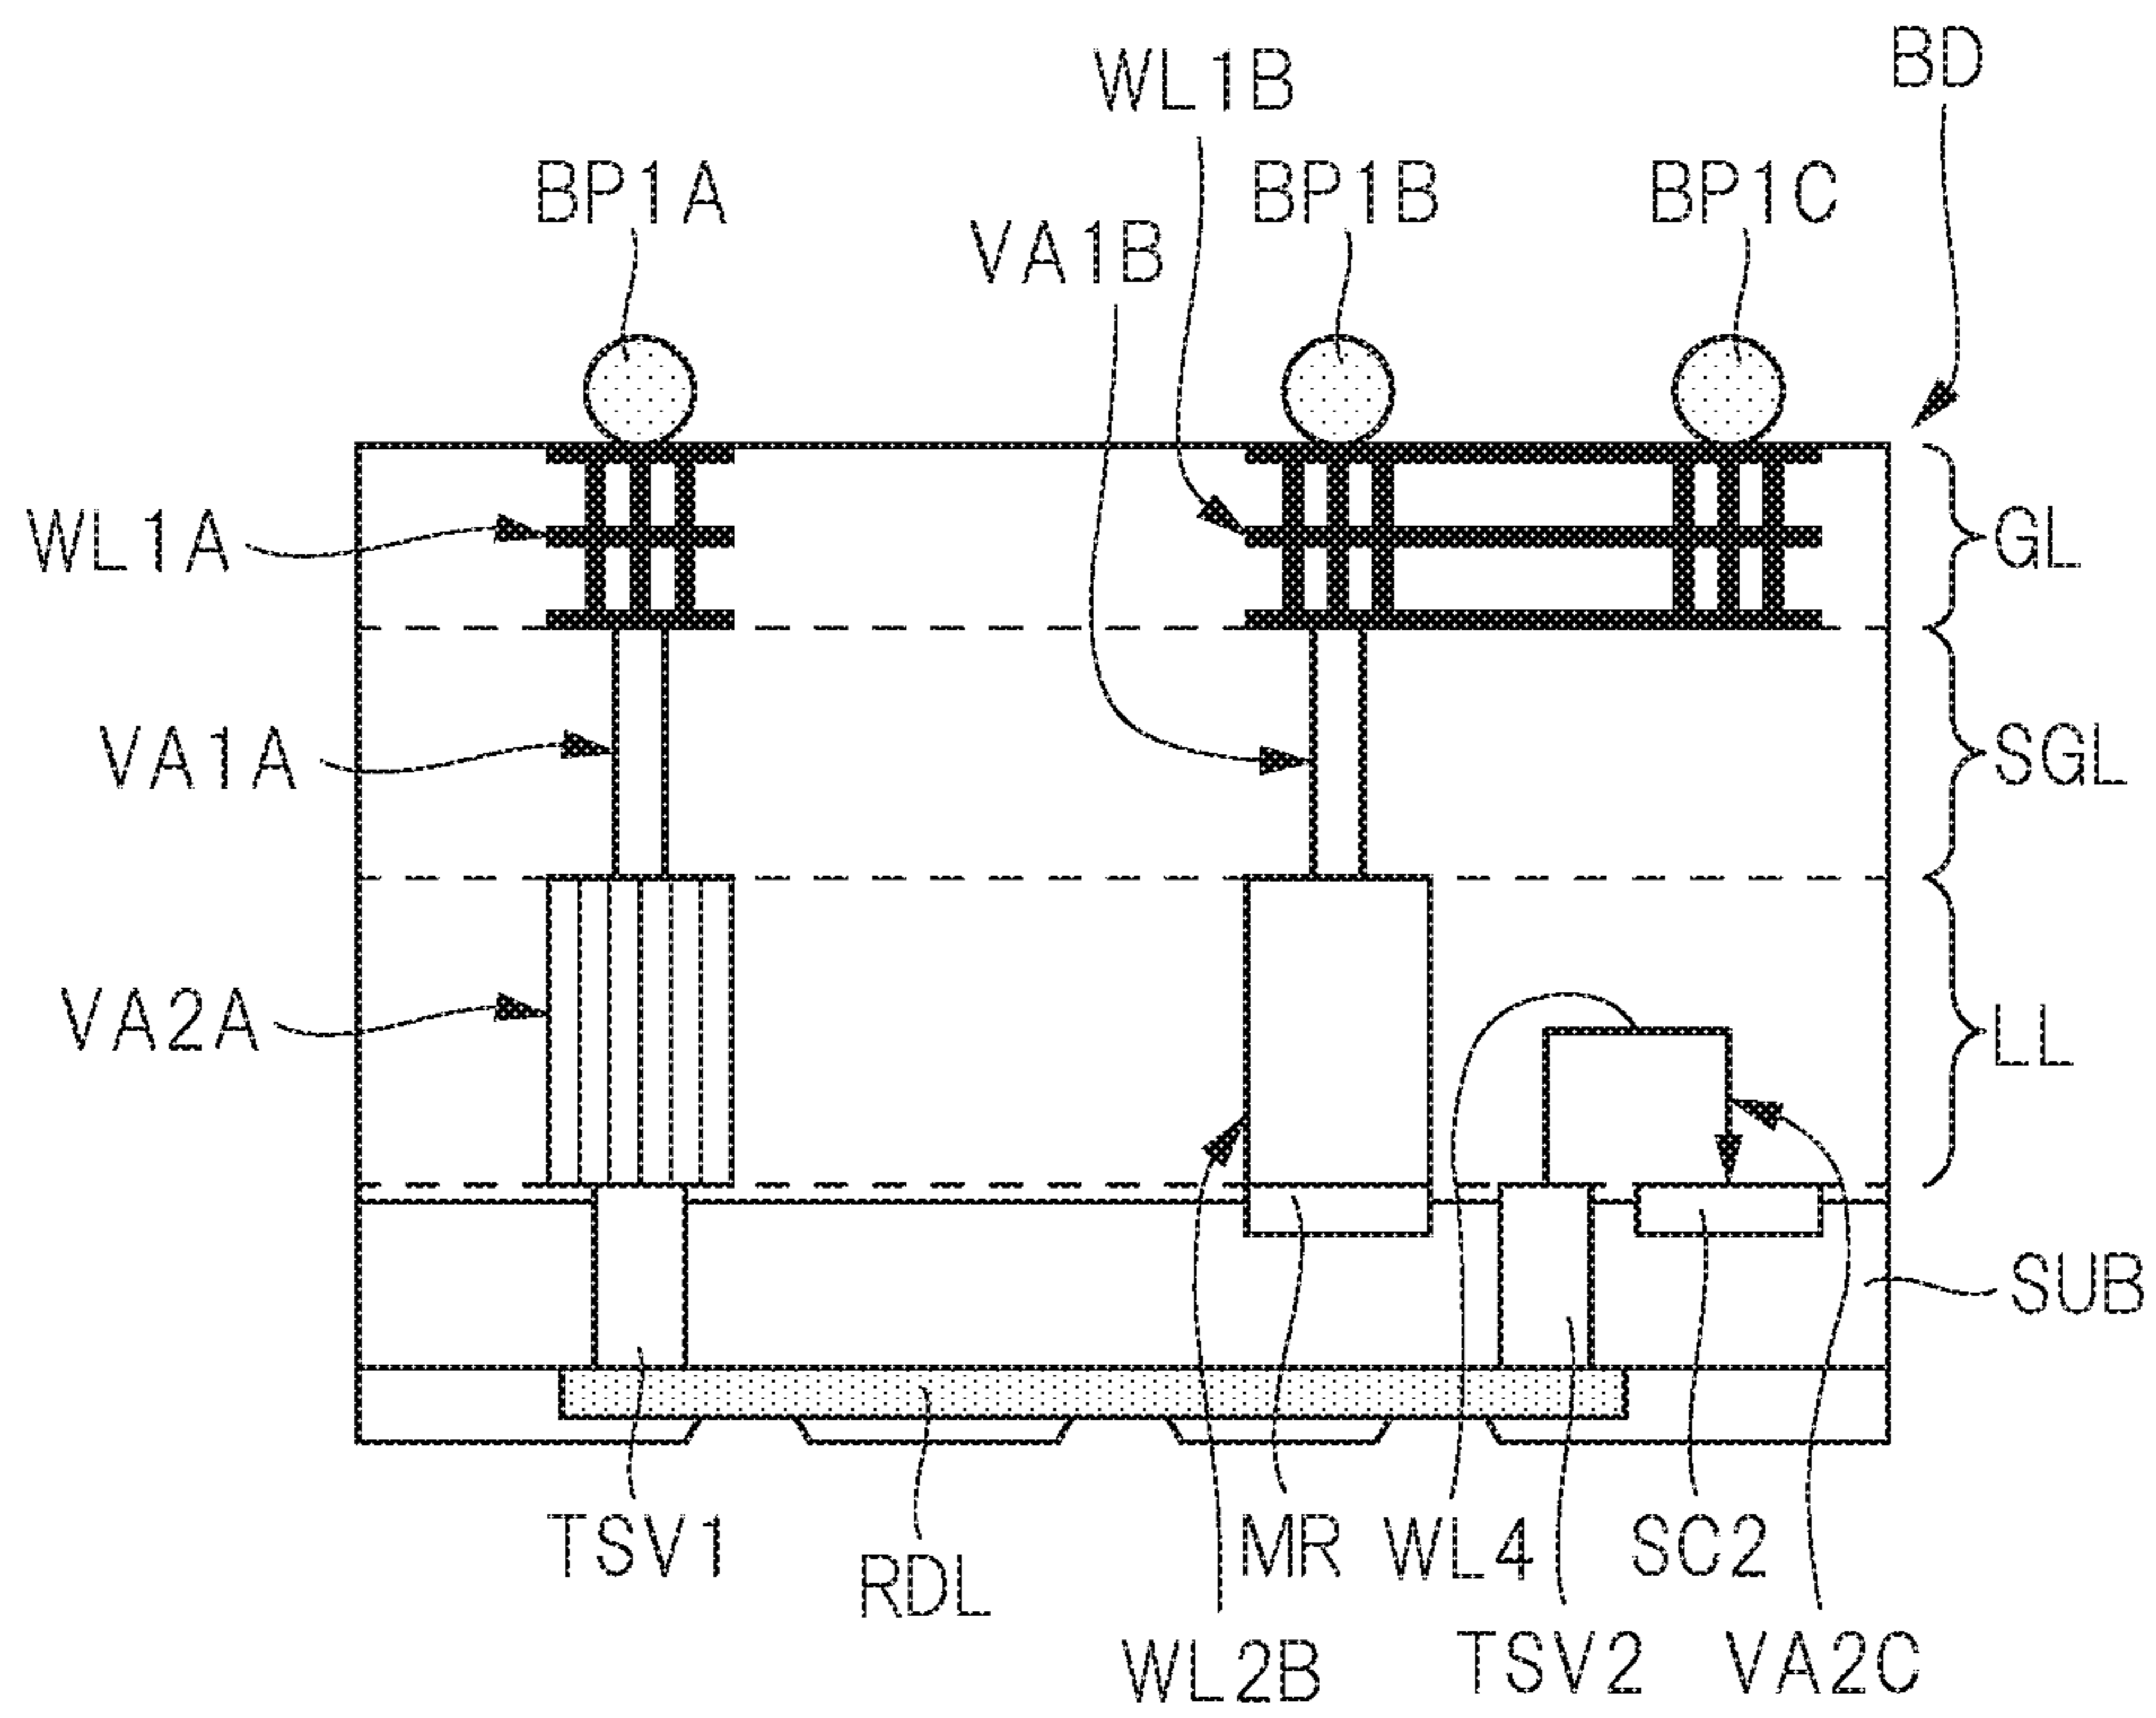 BD
WL1B
BP1A
BP1B
BP1C
VA1B
WL1A
GL
VA1A
SGL
VA2A
LL
SUB
TSV1
RDL
MR
WL4
SC2
WL2B
TSV2
VA2C